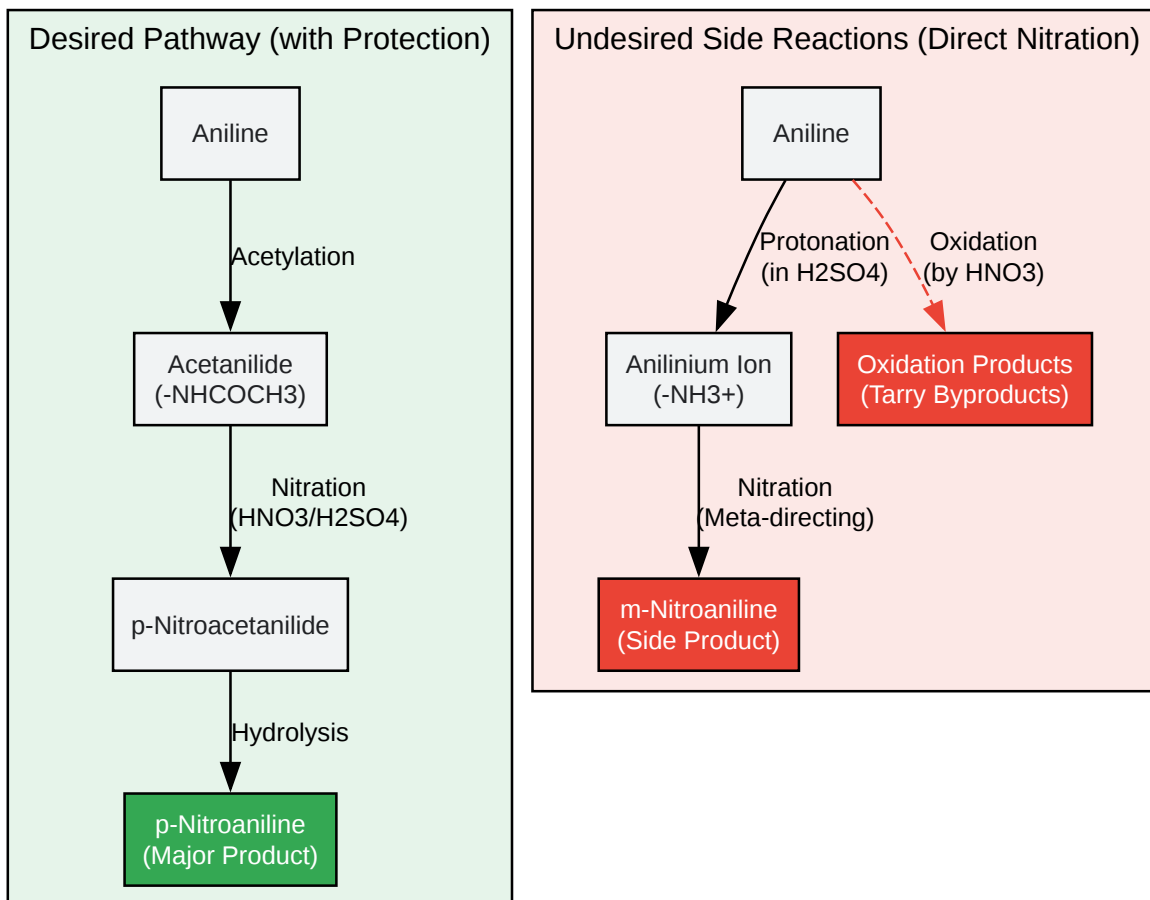 Desired Pathway (with Protection)
Aniline
Acetylation
Acetanilide
(-NHCOCH3)
Nitration
(HNO3/H2SO4)
p-Nitroacetanilide
Hydrolysis
p-Nitroaniline
(Major Product)
Undesired Side Reactions (Direct Nitration)
Aniline
Protonation
(in H2SO4)
Oxidation
(by HNO3)
Anilinium Ion
(-NH3+)
Oxidation Products
(Tarry Byproducts)
Nitration
(Meta-directing)
m-Nitroaniline
(Side Product)